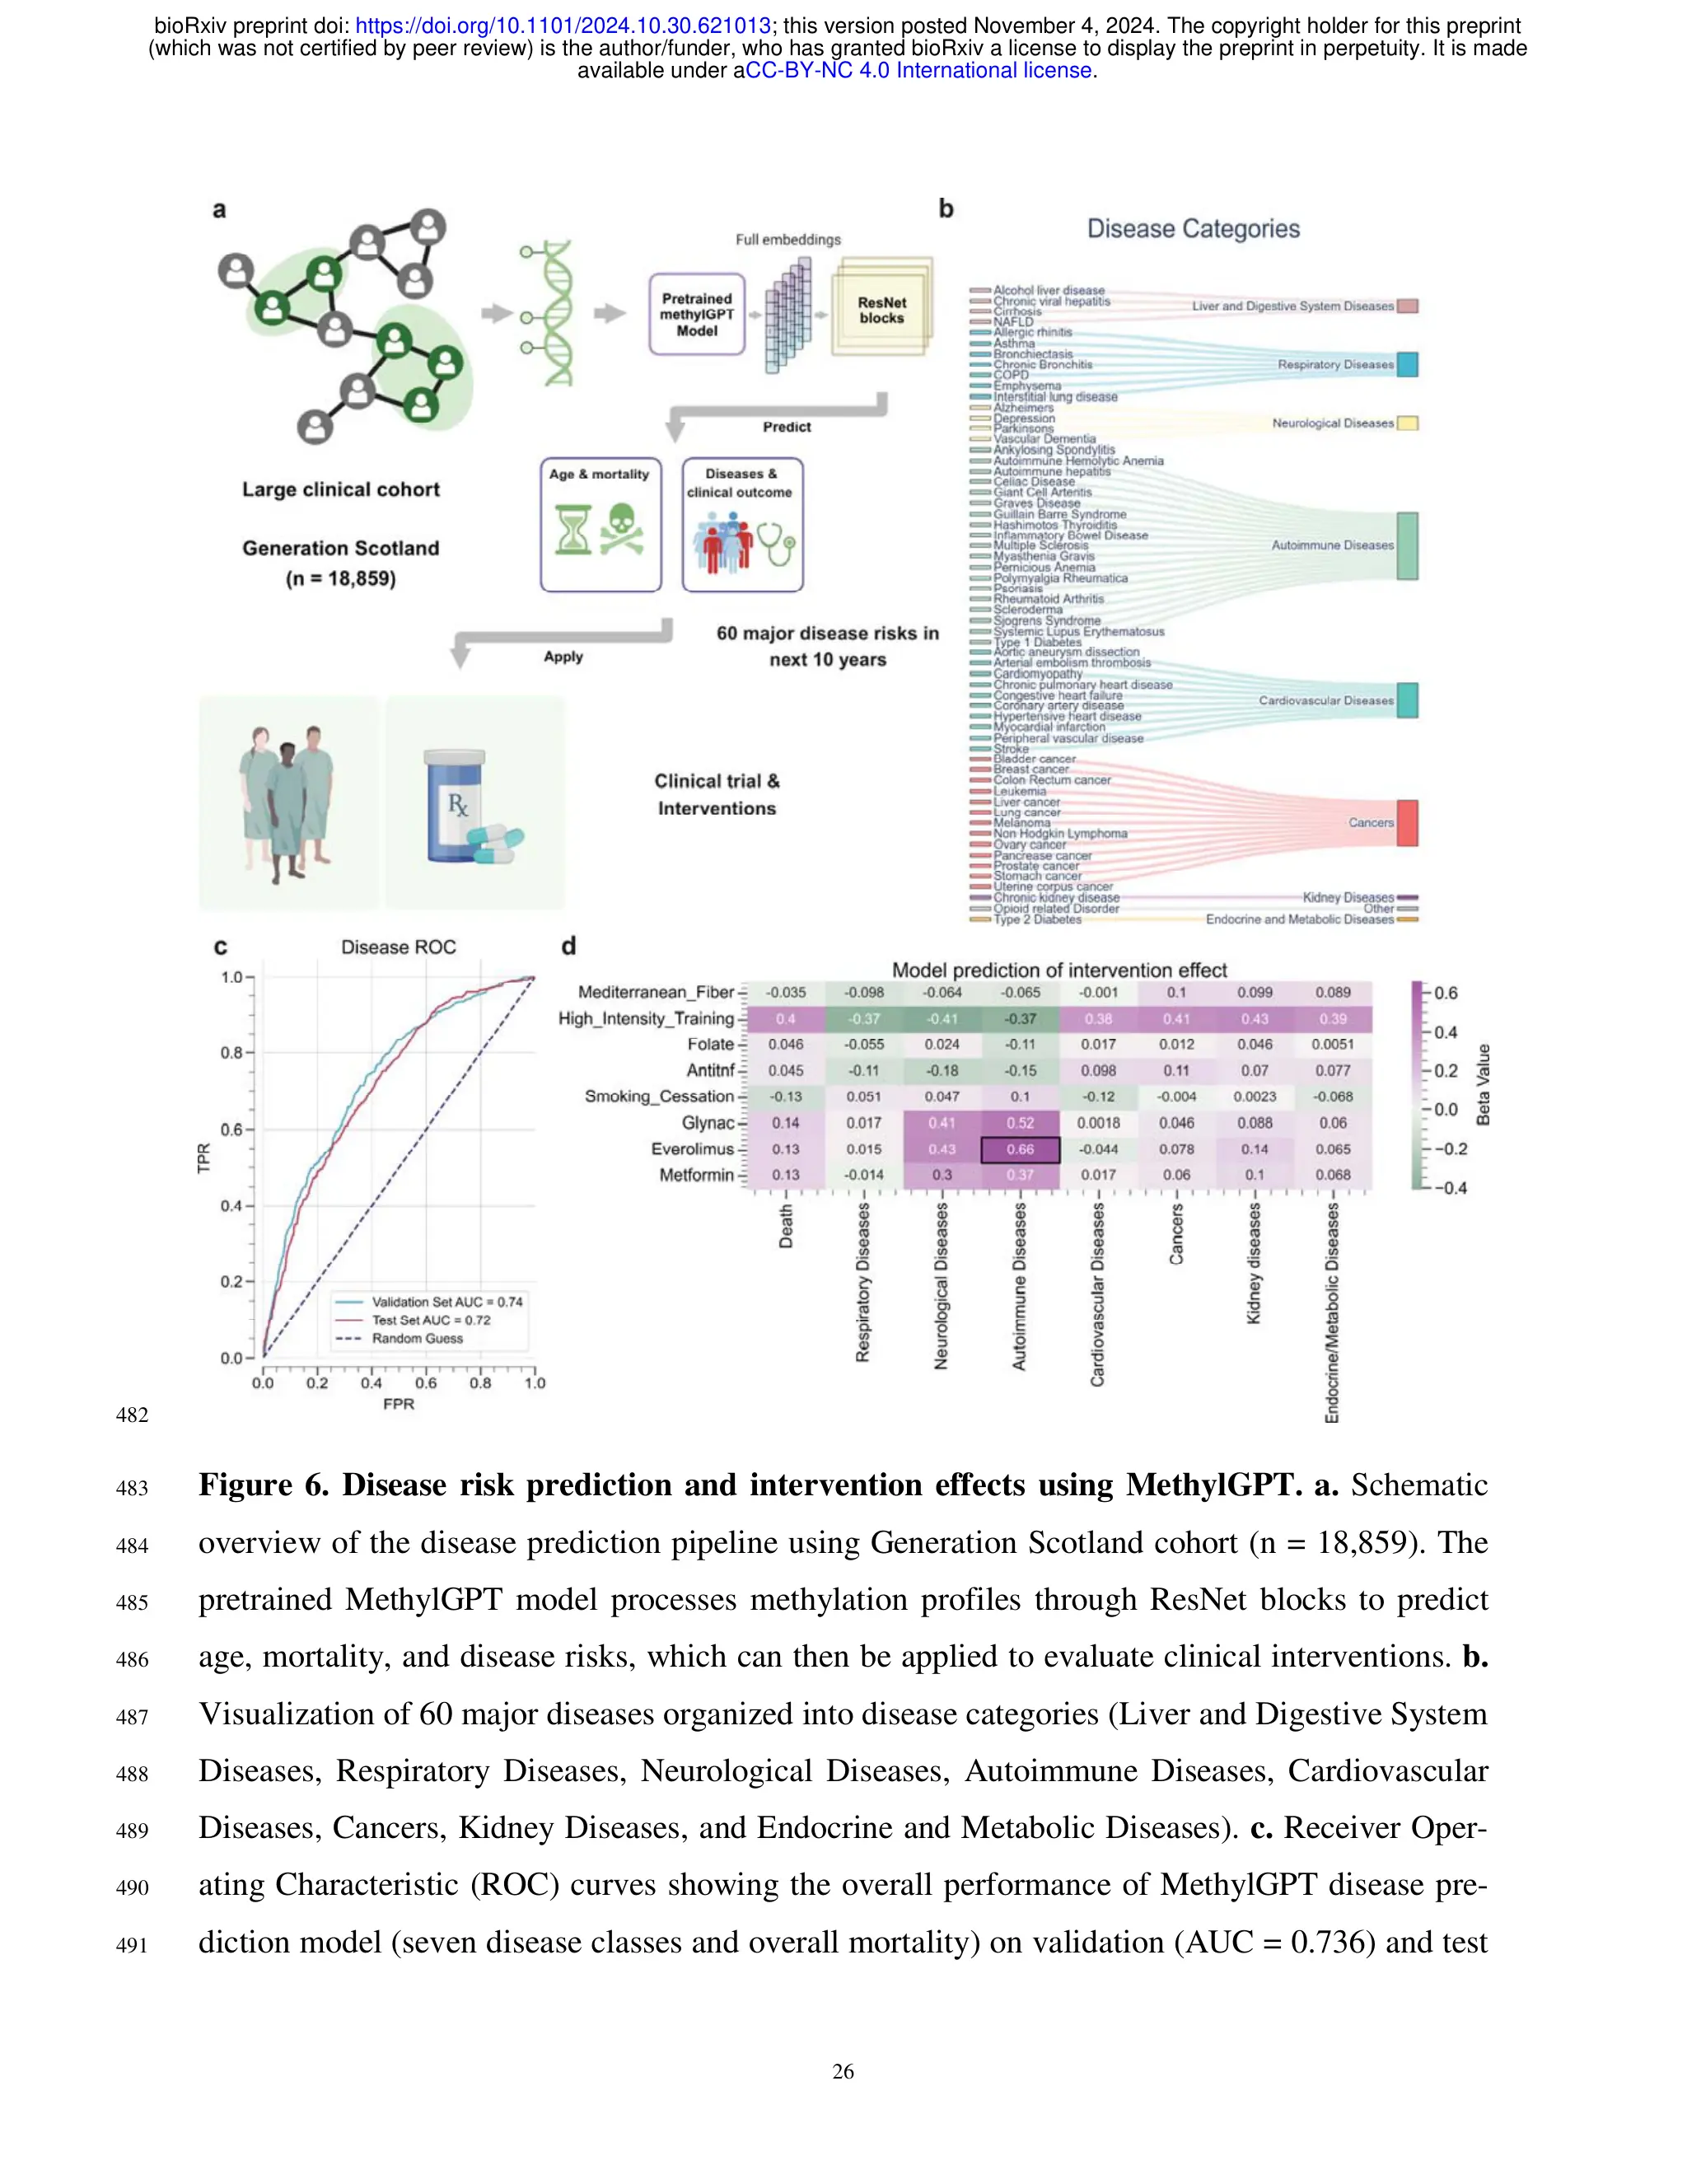 bioRxiv preprint doi: https://doi.org/10.1101/2024.10.30.621013; this version posted November 4, 2024. The copyright holder for this preprint
(which was not certified by peer review) is the author/funder, who has granted bioRxiv a license to display the preprint in perpetuity. It is made
available under aCC-BY-NC 4.0 International license.
a
Full embeddings
Pretrained
methylGPT
Model
ResNet
blocks
Predict
Large clinical cohort
Generation Scotland
(n = 18,859)
Age & mortality
Diseases &
clinical outcome
60 major disease risks in
next 10 years
Apply
Rx
Clinical trial &
Interventions
b
Disease Categories
Alcohol liver disease
Chronic viral hepatitis
Cirrhosis
NAFLD
Allergic rhinitis
Asthma
Bronchiectasis
Chronic Bronchitis
COPD
Emphysema
Interstitial lung disease
Alzheimers
Depression
Parkinsons
Vascular Dementia
Ankylosing Spondylitis
Autoimmune Hemolytic Anemia
Autoimmune hepatitis
Celiac Disease
Giant Cell Arteritis
Graves Disease
Guillain Barre Syndrome
Hashimotos Thyroiditis
Inflammatory Bowel Disease
Multiple Sclerosis
Myasthenia Gravis
Pernicious Anemia
Polymyalgia Rheumatica
Psoriasis
Rheumatoid Arthritis
Scleroderma
Sjogrens Syndrome
Systemic Lupus Erythematosus
Type 1 Diabetes
Aortic aneurysm dissection
Arterial embolism thrombosis
Cardiomyopathy
Chronic pulmonary heart disease
Congestive heart failure
Coronary artery disease
Hypertensive heart disease
Myocardial infarction
Peripheral vascular disease
Stroke
Bladder cancer
Breast cancer
Colon Rectum cancer
Leukemia
Liver cancer
Lung cancer
Melanoma
Non Hodgkin Lymphoma
Ovary cancer
Pancrease cancer
Prostate cancer
Stomach cancer
Uterine corpus cancer
Chronic kidney disease
Opioid related Disorder
Type 2 Diabetes
Liver and Digestive System Diseases
Respiratory Diseases
Neurological Diseases
Autoimmune Diseases
Cardiovascular Diseases
Cancers
Kidney Diseases
Other
Endocrine and Metabolic Diseases
c
Disease ROC
TPR
1.0
0.8
0.6
0.4
0.2
0.0
Validation Set AUC = 0.74
Test Set AUC = 0.72
Random Guess
0.0 0.2 0.4 0.6 0.8 1.0
FPR
d
Model prediction of intervention effect
Mediterranean_Fiber -0.035 -0.098 -0.064 -0.065 -0.001 0.1 0.099 0.089
High_Intensity_Training 0.4 -0.37 -0.41 -0.37 0.38 0.41 0.43 0.39
Folate 0.046 -0.055 0.024 -0.11 0.017 0.012 0.046 0.0051
Antitnf 0.045 -0.11 -0.18 -0.15 0.098 0.11 0.07 0.077
Smoking_Cessation -0.13 0.051 0.047 0.1 -0.12 -0.004 0.0023 -0.068
Glynac 0.14 0.017 0.41 0.52 0.0018 0.046 0.088 0.06
Everolimus 0.13 0.015 0.43 0.66 -0.044 0.078 0.14 0.065
Metformin 0.13 -0.014 0.3 0.37 0.017 0.06 0.1 0.068
Death
Respiratory Diseases
Neurological Diseases
Autoimmune Diseases
Cardiovascular Diseases
Cancers
Kidney diseases
Endocrine/Metabolic Diseases
0.6
0.4
0.2
0.0
−0.2
−0.4
Beta Value
482
483 Figure 6. Disease risk prediction and intervention effects using MethylGPT. a. Schematic
484 overview of the disease prediction pipeline using Generation Scotland cohort (n = 18,859). The
485 pretrained MethylGPT model processes methylation profiles through ResNet blocks to predict
486 age, mortality, and disease risks, which can then be applied to evaluate clinical interventions. b.
487 Visualization of 60 major diseases organized into disease categories (Liver and Digestive System
488 Diseases, Respiratory Diseases, Neurological Diseases, Autoimmune Diseases, Cardiovascular
489 Diseases, Cancers, Kidney Diseases, and Endocrine and Metabolic Diseases). c. Receiver Oper-
490 ating Characteristic (ROC) curves showing the overall performance of MethylGPT disease pre-
491 diction model (seven disease classes and overall mortality) on validation (AUC = 0.736) and test
26